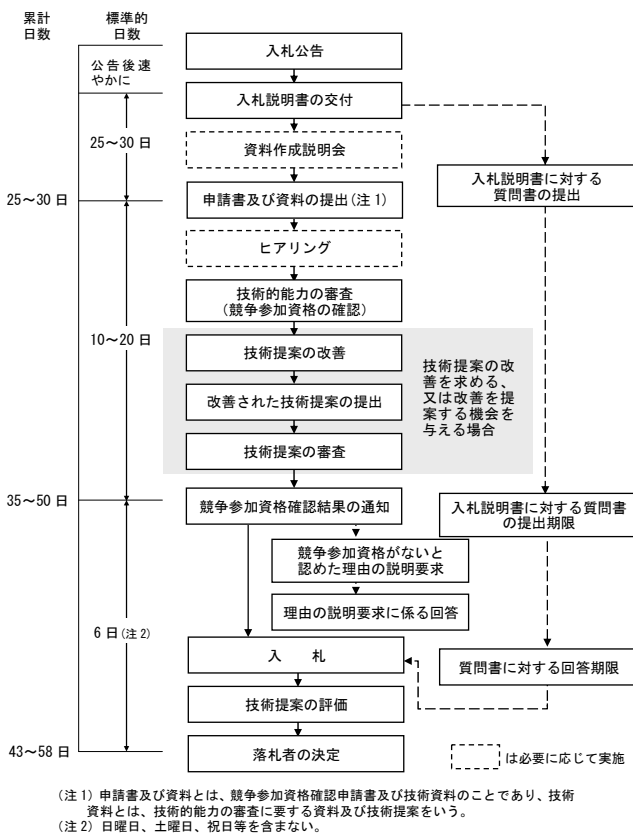 累計
日数
標準的
日数
公告後速
やかに
25～30 日
25～30 日
10～20 日
35～50 日
6 日(注 2)
43～58 日
入札公告
入札説明書の交付
資料作成説明会
申請書及び資料の提出(注 1)
ヒアリング
技術的能力の審査
(競争参加資格の確認)
技術提案の改善
改善された技術提案の提出
技術提案の審査
技術提案の改
善を求める、
又は改善を提
案する機会を
与える場合
競争参加資格確認結果の通知
競争参加資格がないと
認めた理由の説明要求
理由の説明要求に係る回答
入　札
技術提案の評価
落札者の決定
入札説明書に対する
質問書の提出
入札説明書に対する質問書
の提出期限
質問書に対する回答期限
は必要に応じて実施
(注 1) 申請書及び資料とは、競争参加資格確認申請書及び技術資料のことであり、技術
資料とは、技術的能力の審査に要する資料及び技術提案をいう。
(注 2) 日曜日、土曜日、祝日等を含まない。